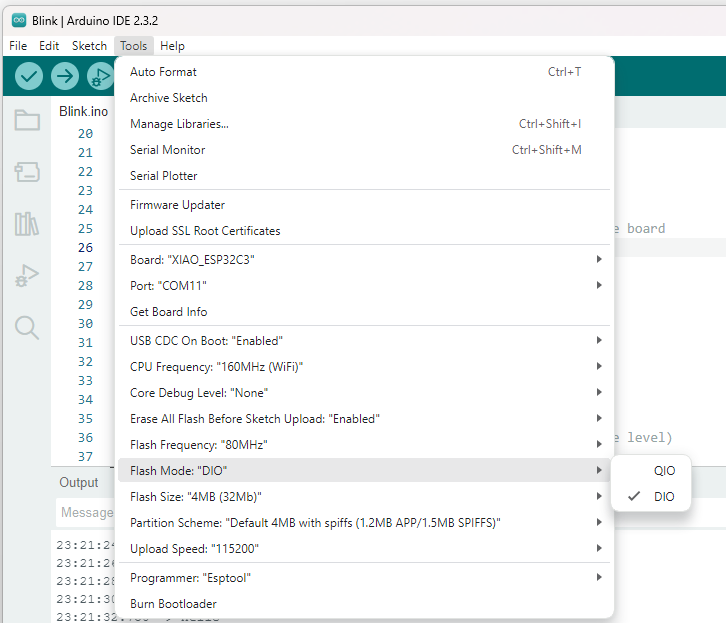 Blink | Arduino IDE 2.3.2
File Edit Sketch Tools Help
Auto Format Ctrl+T
Archive Sketch
Manage Libraries... Ctrl+Shift+I
Serial Monitor Ctrl+Shift+M
Serial Plotter
Firmware Updater
Upload SSL Root Certificates
Board: "XIAO_ESP32C3"
Port: "COM11"
Get Board Info
USB CDC On Boot: "Enabled"
CPU Frequency: "160MHz (WiFi)"
Core Debug Level: "None"
Erase All Flash Before Sketch Upload: "Enabled"
Flash Frequency: "80MHz"
Flash Mode: "DIO"
Flash Size: "4MB (32Mb)"
Partition Scheme: "Default 4MB with spiffs (1.2MB APP/1.5MB SPIFFS)"
Upload Speed: "115200"
Programmer: "Esptool"
Burn Bootloader
QIO
DIO
Blink.ino
20
21
22
23
24
25 board
26
27
28
29
30
31
32
33
34
35
36 level)
37
Output
Message
23:21:24
23:21:26
23:21:28
23:21:30
23:21:32